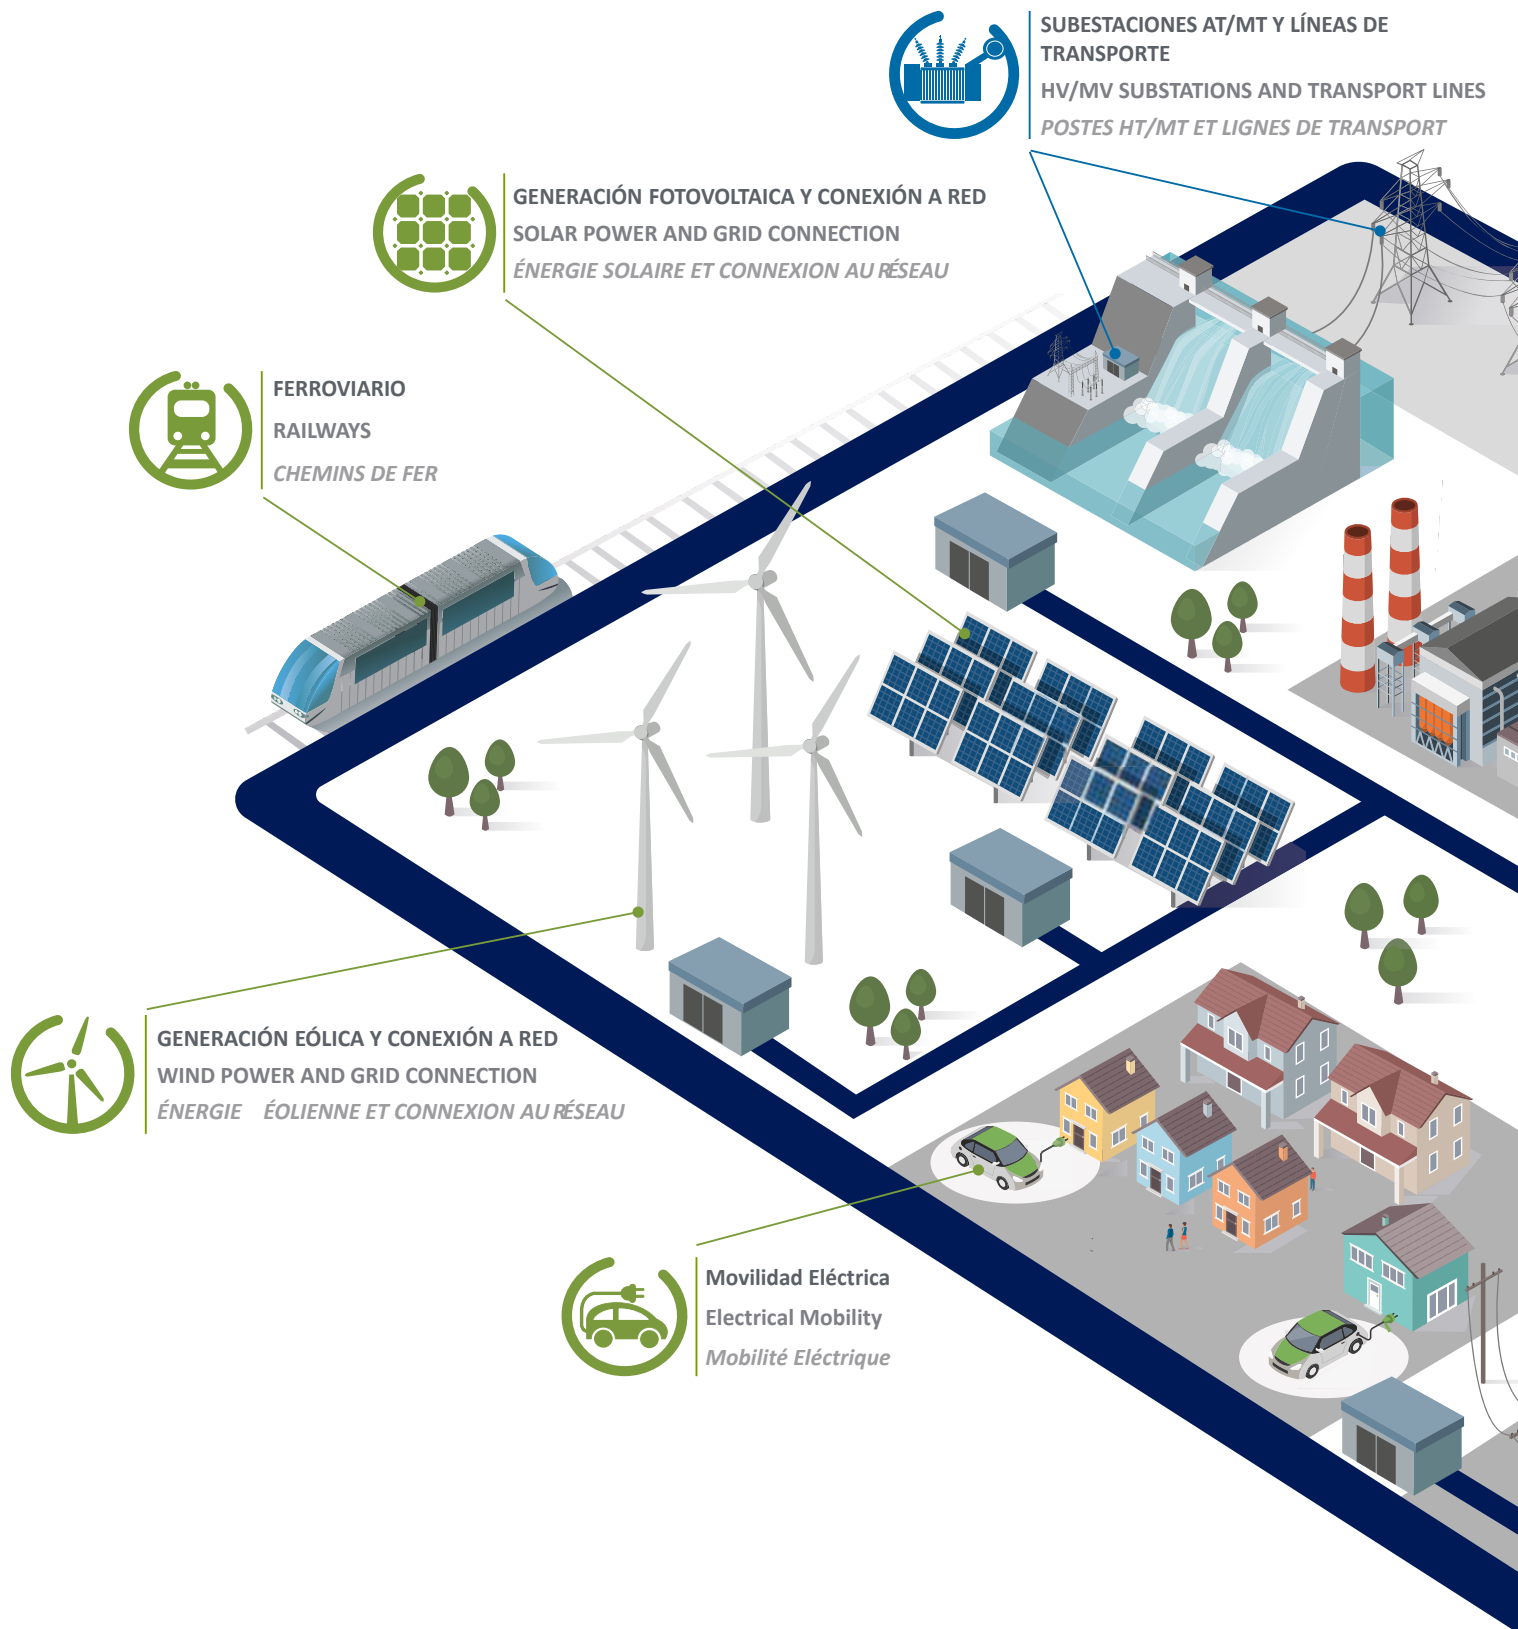 SUBESTACIONES AT/MT Y LÍNEAS DE
TRANSPORTE
HV/MV SUBSTATIONS AND TRANSPORT LINES
POSTES HT/MT ET LIGNES DE TRANSPORT
GENERACIÓN FOTOVOLTAICA Y CONEXIÓN A RED
SOLAR POWER AND GRID CONNECTION
ÉNERGIE SOLAIRE ET CONNEXION AU RÉSEAU
FERROVIARIO
RAILWAYS
CHEMINS DE FER
GENERACIÓN EÓLICA Y CONEXIÓN A RED
WIND POWER AND GRID CONNECTION
ÉNERGIE ÉOLIENNE ET CONNEXION AU RÉSEAU
Movilidad Eléctrica
Electrical Mobility
Mobilité Eléctrique